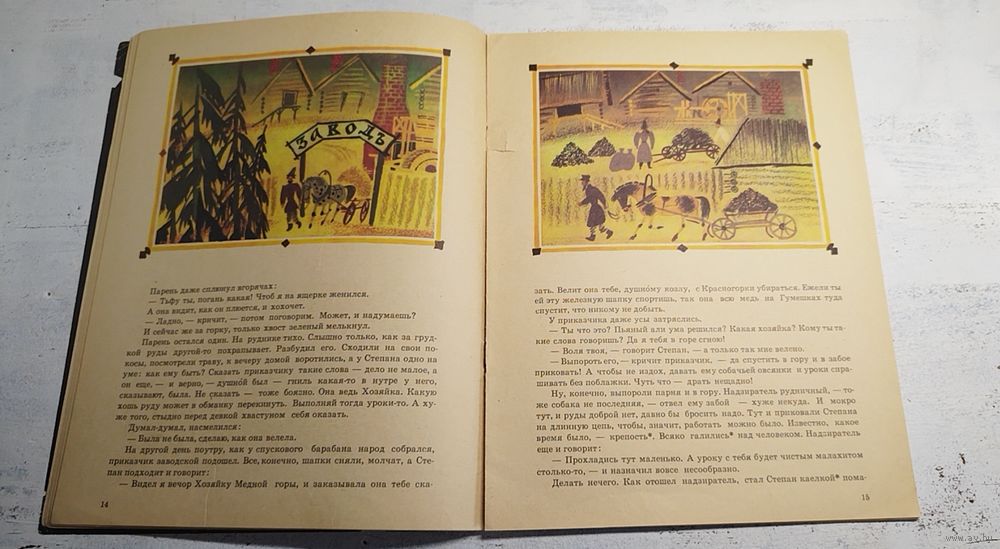 ЗАВОДЪ
Парень даже сплюнул вгорячах:
— Тьфу ты, погань какая! Чтоб я на ящерке женился.
А она видит, как он плюется, и хохочет.
— Ладно, — кричит, — потом поговорим. Может, и надумаешь?
И сейчас же за горку, только хвост зеленый мелькнул.
Парень остался один. На руднике тихо. Слышно только, как за груд-
кой руды другой-то похрапывает. Разбудил его. Сходили на свои по-
косы, посмотрели траву, к вечеру домой воротились, а у Степана одно на
уме: как ему быть? Сказать приказчику такие слова — дело не малое, а
он еще, — и верно, — душно́й был — гниль какая-то в нутре у него,
сказывают, была. Не сказать — тоже боязно. Она ведь Хозяйка. Какую
хошь руду может в обманку перекинуть. Выполняй тогда уроки-то. А ху-
же того, стыдно перед девкой хвастуном себя оказать.
Думал-думал, насмелился:
— Была не была, сделаю, как она велела.
На другой день поутру, как у спускового барабана народ собрался,
приказчик заводской подошел. Все, конечно, шапки сняли, молчат, а Сте-
пан подходит и говорит:
— Видел я вечор Хозяйку Медной горы, и заказывала она тебе ска-
14
зать. Велит она тебе, душно́му козлу, с Красногорки убираться. Ежели ты
ей эту железную шапку спортишь, так она всю медь на Гумешках туда
спустит, что никому не добыть.
У приказчика даже усы затряслись.
— Ты что это? Пьяный али ума решился? Какая хозяйка? Кому ты та-
кие слова говоришь? Да я тебя в горе сгною!
— Воля твоя, — говорит Степан, — а только так мне велено.
— Выпороть его, — кричит приказчик, — да спустить в гору и в забое
приковать! А чтобы не издох, давать ему собачьей овсянки и уроки спра-
шивать без поблажки. Чуть что — драть нещадно!
Ну, конечно, выпороли парня и в гору. Надзиратель рудничный, — то-
же собака не последняя, — отвел ему забой — хуже некуда. И мокро
тут, и руды доброй нет, давно бы бросить надо. Тут и приковали Степана
на длинную цепь, чтобы, значит, работать можно было. Известно, какое
время было, — крепость*. Всяко галились* над человеком. Надзиратель
еще и говорит:
— Прохладись тут маленько. А уроку с тебя будет чистым малахитом
столько-то, — и назначил вовсе несообразно.
Делать нечего. Как отошел надзиратель, стал Степан каелкой* пома-
15
www.ay.by